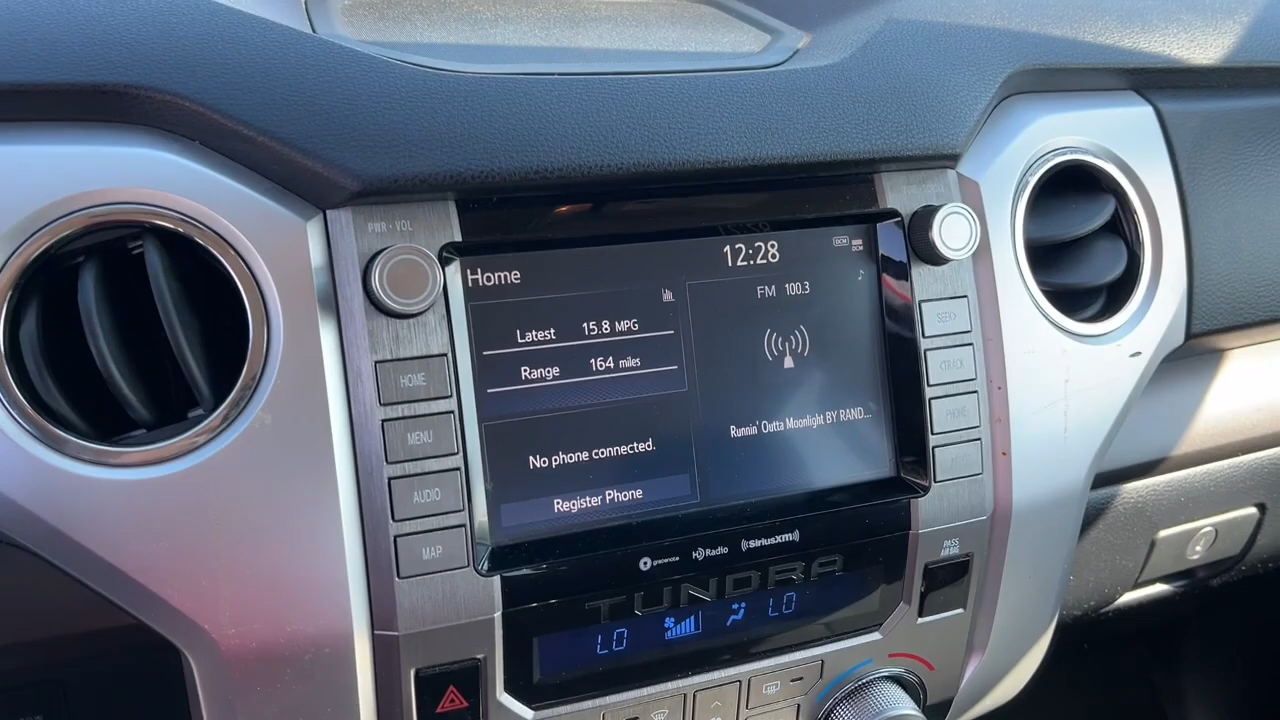 PWR•VOL
HOME
MENU
AUDIO
MAP
Home
12:28
DCM
DCM
Latest 15.8 MPG
Range 164 miles
No phone connected.
Register Phone
FM 100.3
Runnin' Outta Moonlight BY RAND...
SEEK>
<TRACK
PHONE
gracenote
HD Radio
((SiriusXM))
TUNDRA
LO
LO
PASS
AIR BAG